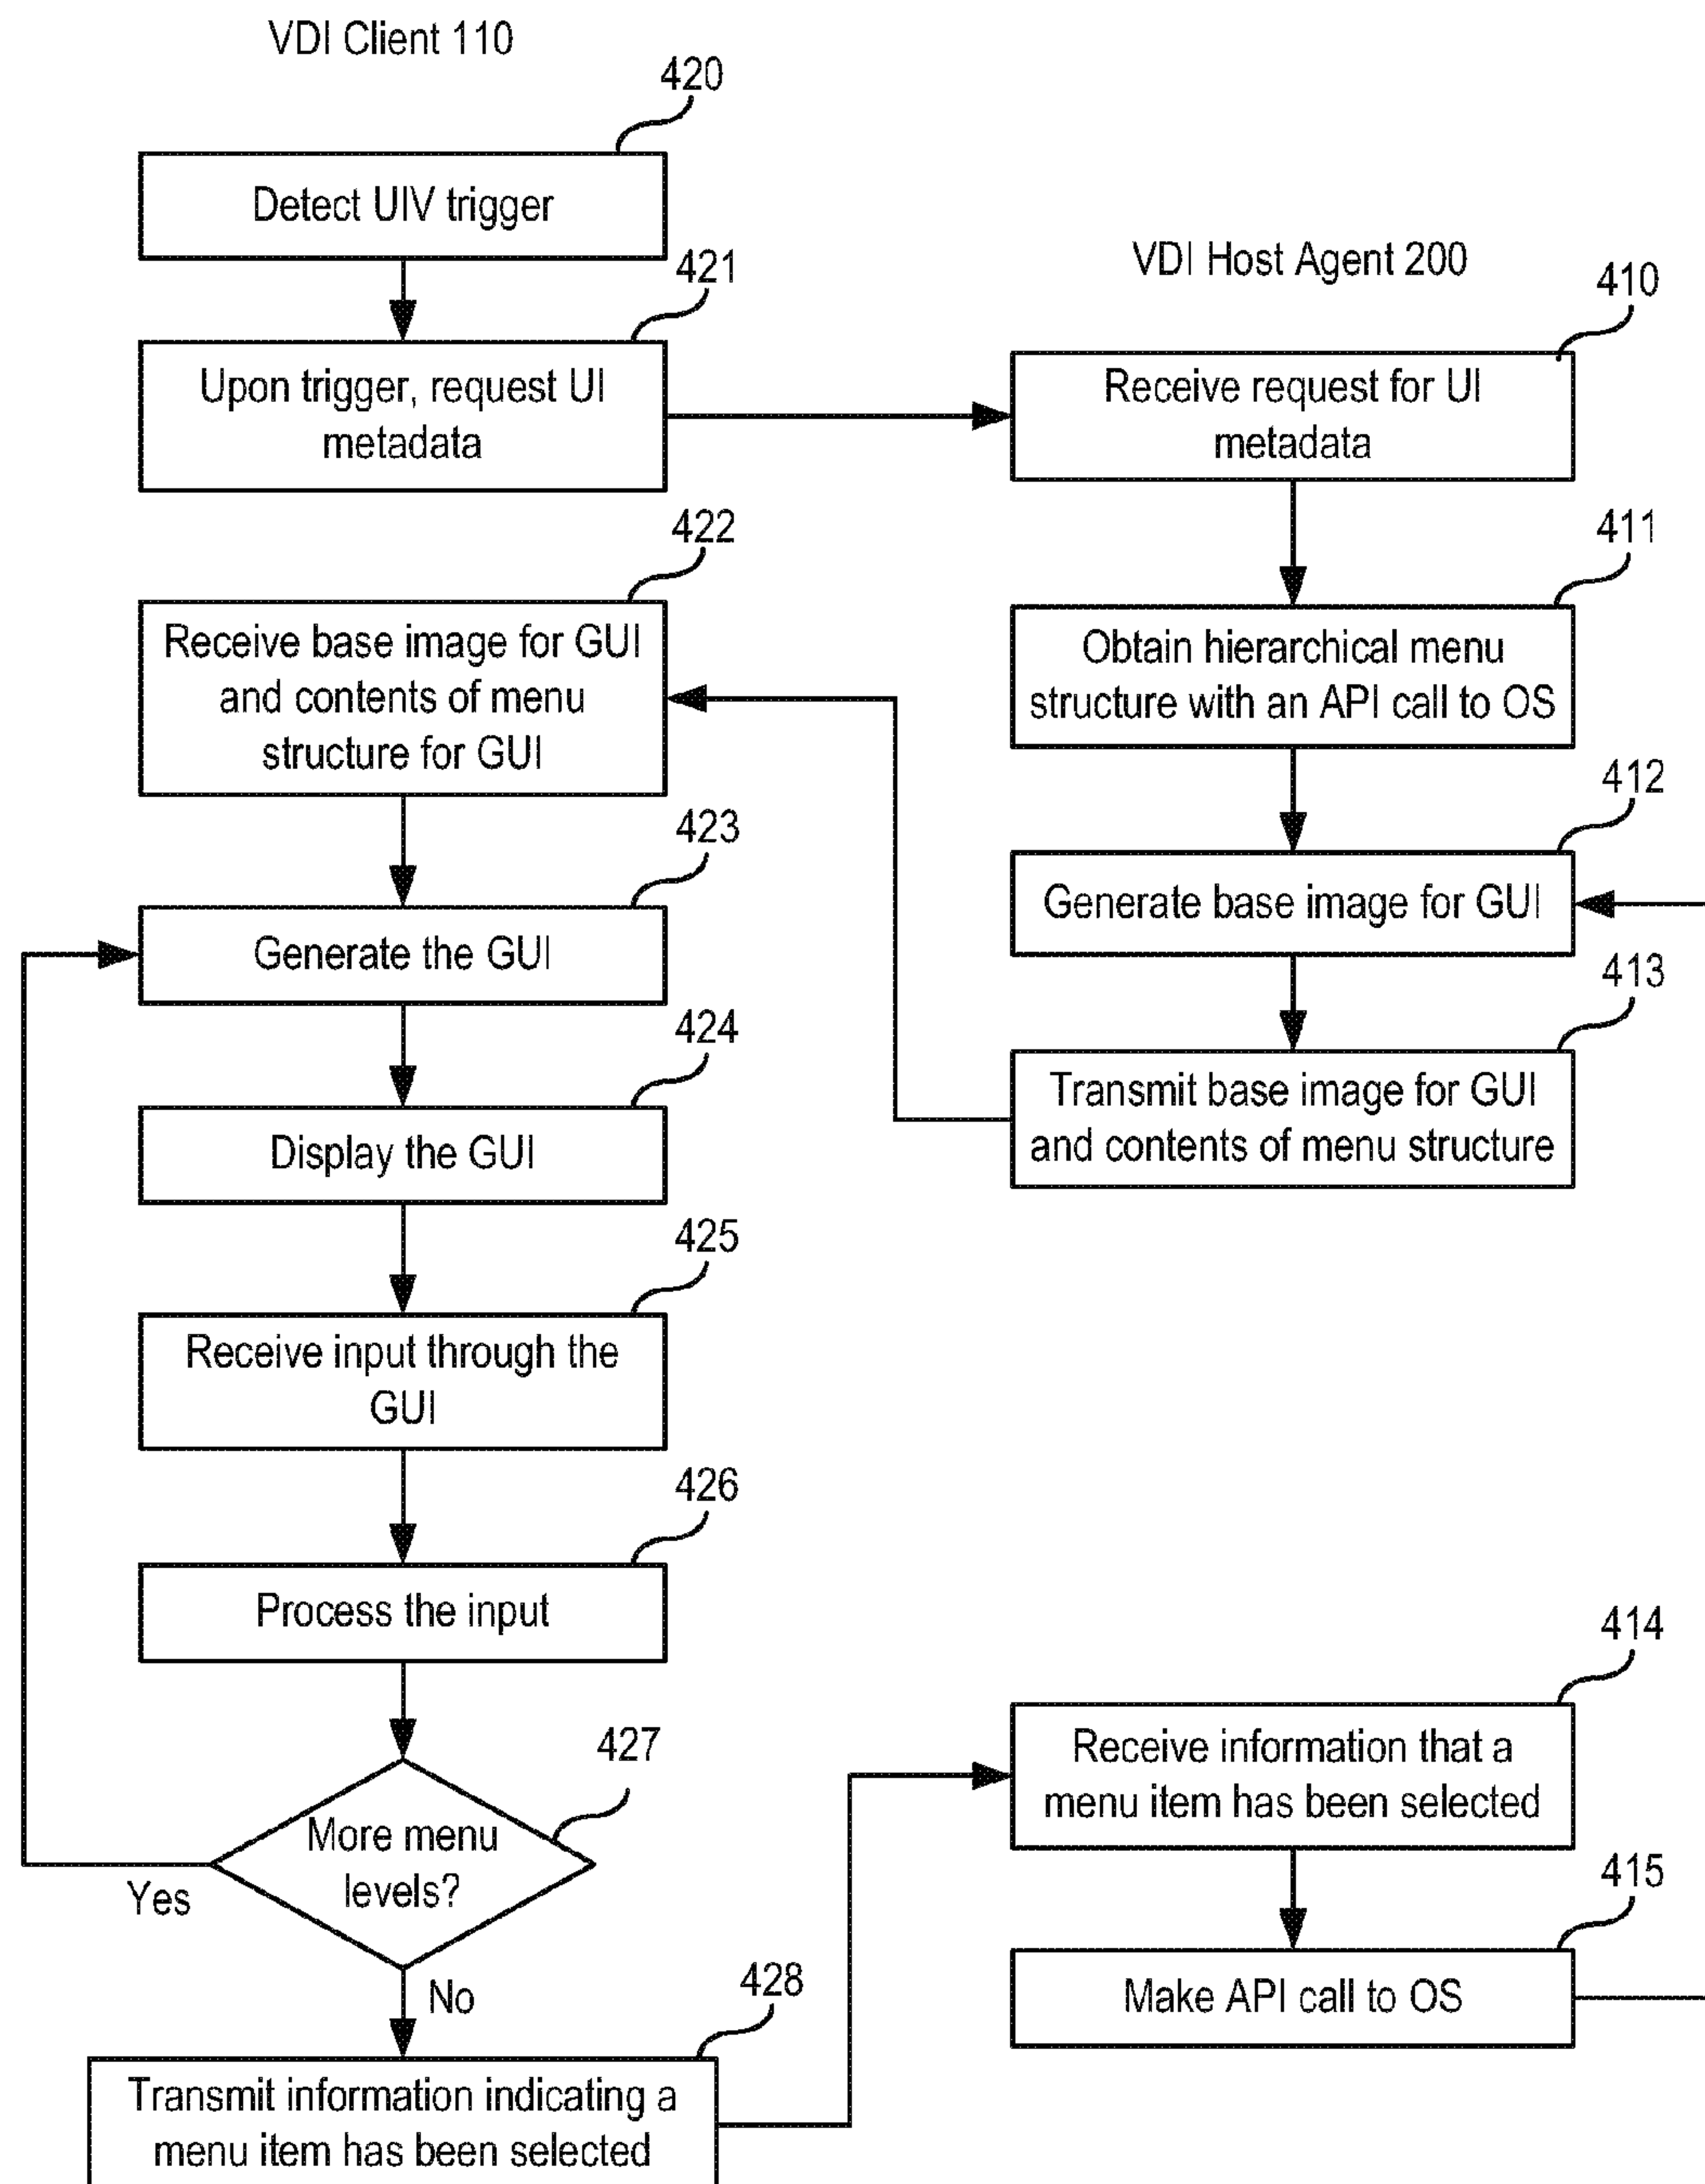 VDI Client 110
420
Detect UIV trigger
421
Upon trigger, request UI
metadata
VDI Host Agent 200
410
Receive request for UI
metadata
422
Receive base image for GUI
and contents of menu
structure for GUI
411
Obtain hierarchical menu
structure with an API call to OS
412
Generate base image for GUI
423
Generate the GUI
413
Transmit base image for GUI
and contents of menu structure
424
Display the GUI
425
Receive input through the
GUI
426
Process the input
427
More menu
levels?
Yes
No
428
Transmit information indicating a
menu item has been selected
414
Receive information that a
menu item has been selected
415
Make API call to OS